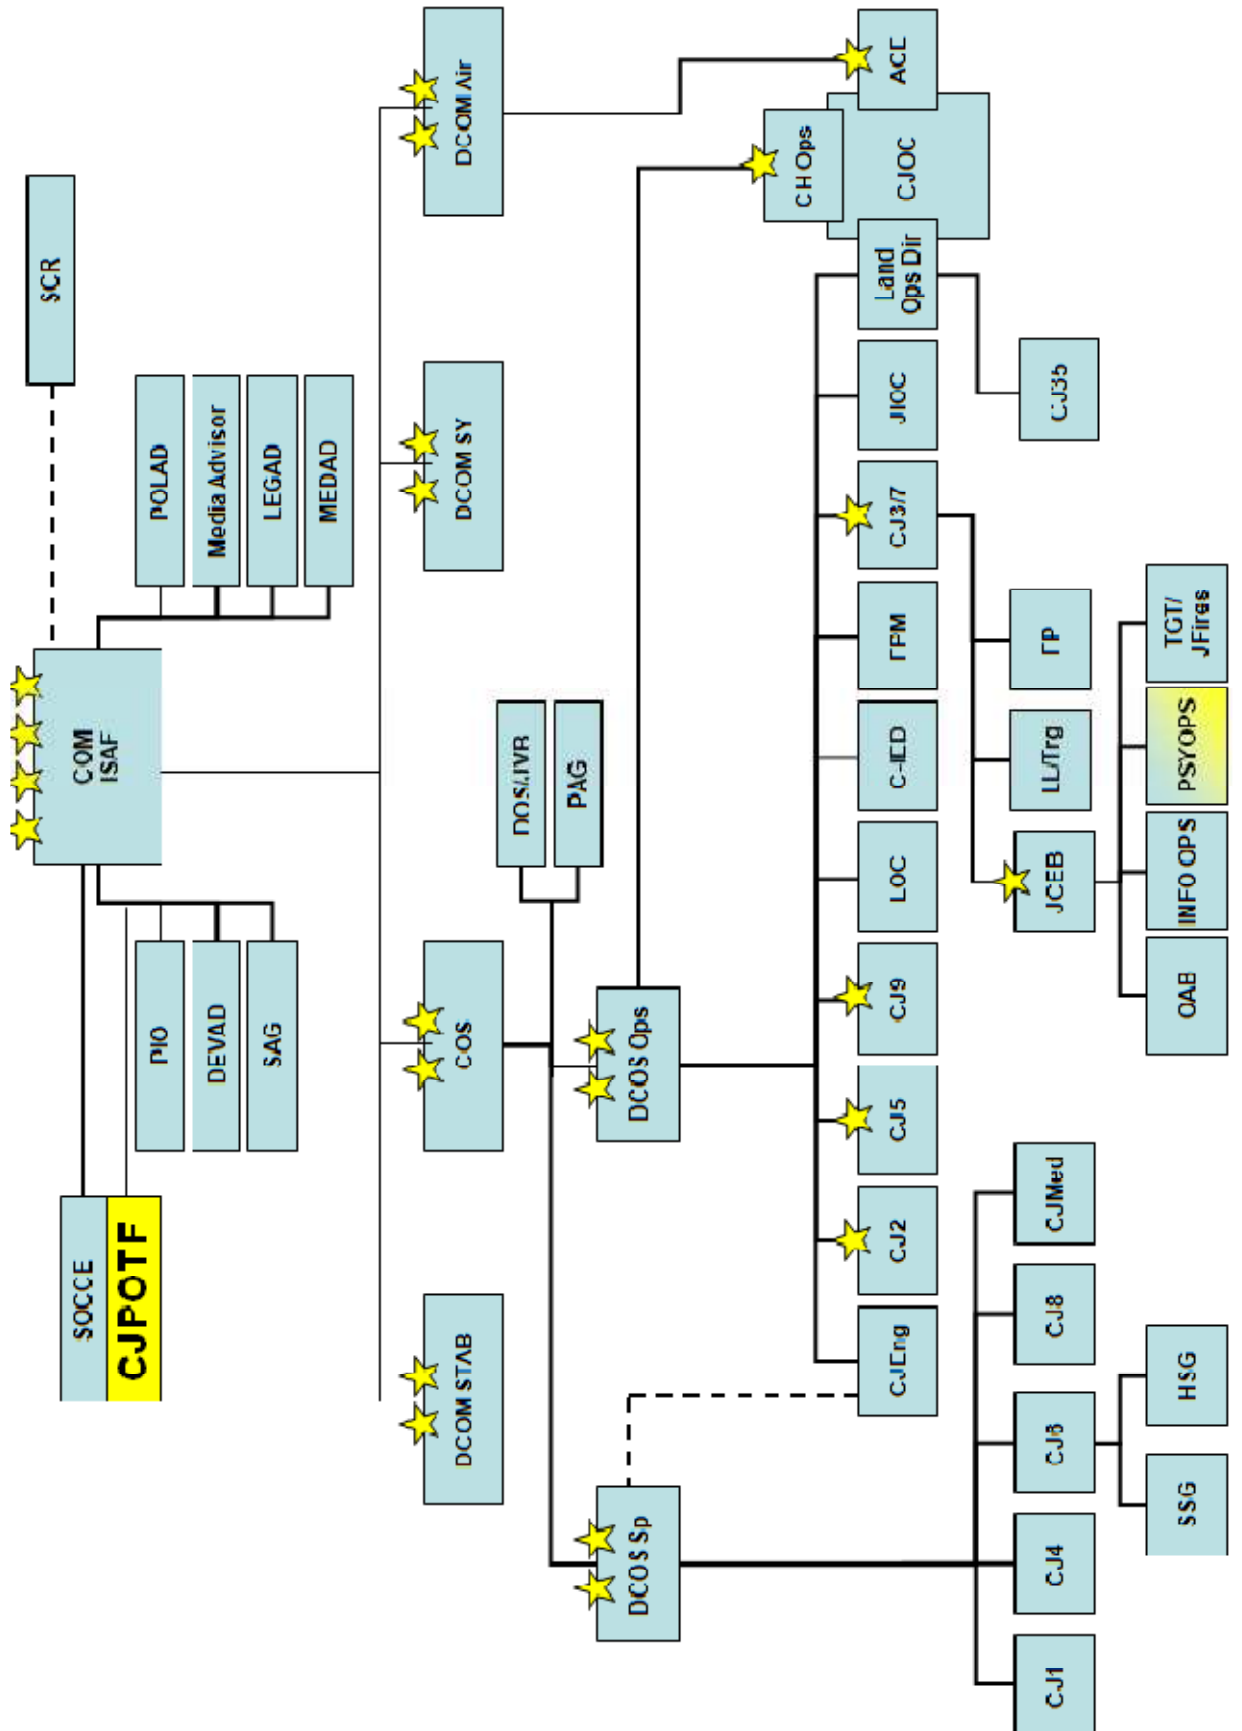 SCR
COM
ISAF
POLAD
Media Advisor
LEGAD
MEDAD
SOCCE
CJPOTF
PIO
DEVAD
SAG
DCOM STAB
COS
DCOM SY
DCOM Air
PAG
DCOS Sp
DCOS Ops
CH Ops
CJOC
CJEng
CJ2
CJ5
CJ9
LOC
C-IED
CJ3/7
JIOC
Land
Ops Dir
CJ1
CJ4
CJ6
CJ8
CJMed
JCEB
LL/Trg
CJ35
SSG
HSG
OAB
INFO OPS
PSYOPS
TGT/
JFires